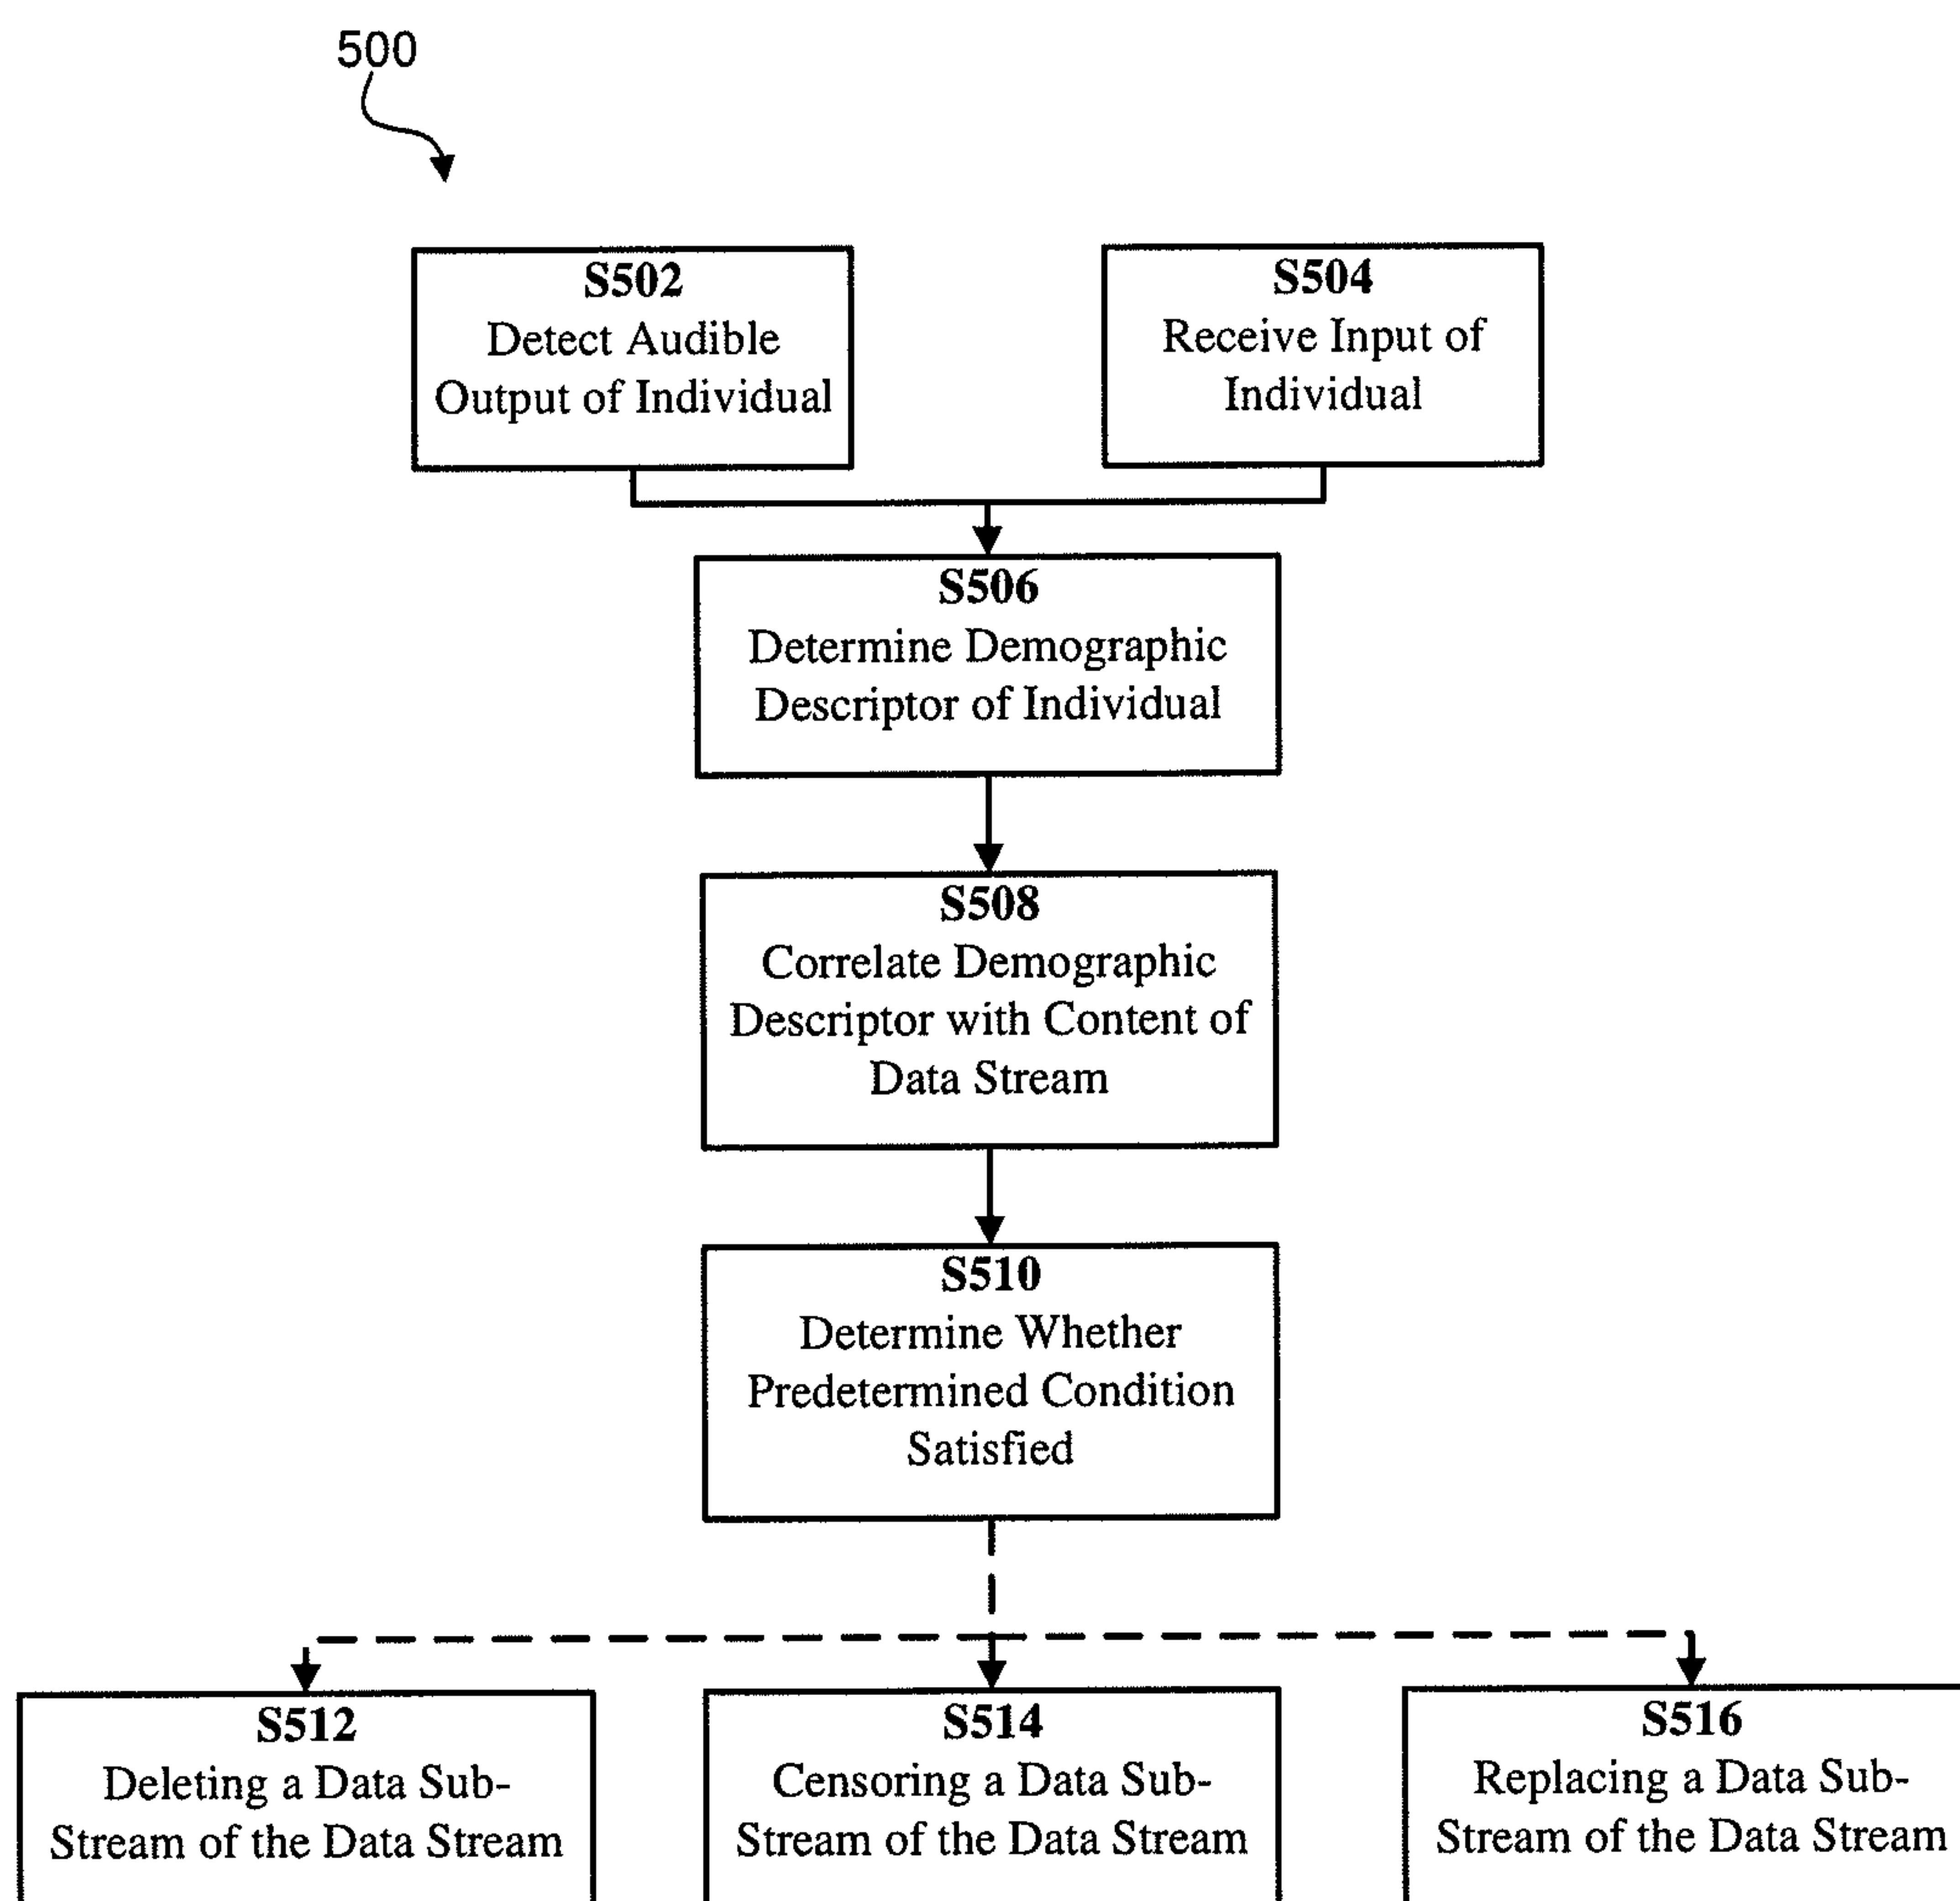 500
S502
Detect Audible
Output of Individual
S504
Receive Input of
Individual
S506
Determine Demographic
Descriptor of Individual
S508
Correlate Demographic
Descriptor with Content of
Data Stream
S510
Determine Whether
Predetermined Condition
Satisfied
S512
Deleting a Data Sub-
Stream of the Data Stream
S514
Censoring a Data Sub-
Stream of the Data Stream
S516
Replacing a Data Sub-
Stream of the Data Stream